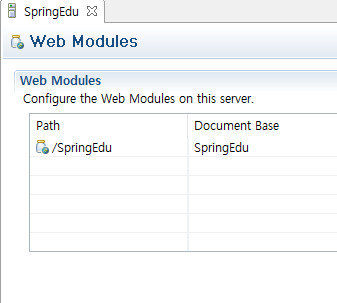 SpringEdu
Web Modules
Web Modules
Configure the Web Modules on this server.
Path Document Base
/SpringEdu SpringEdu